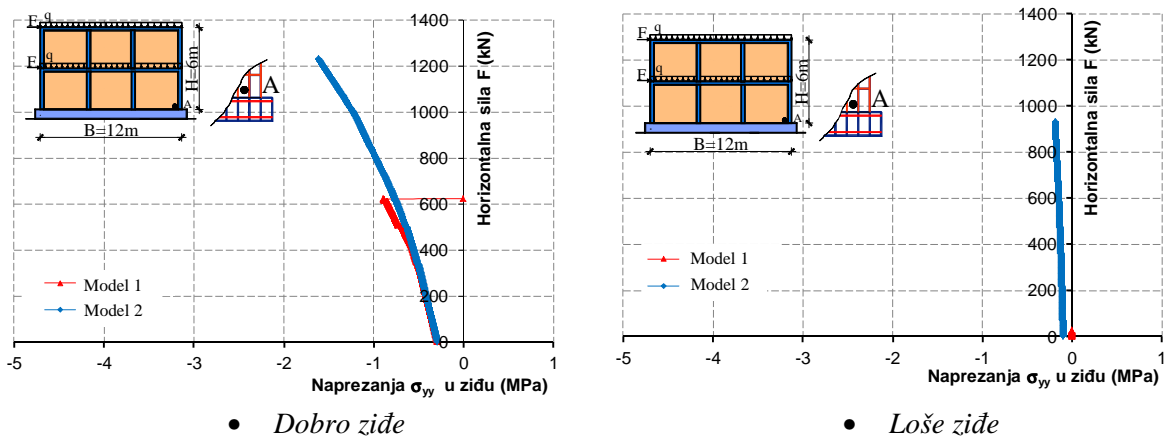 1400
1200
1000
800
600
400
200
0
-5 -4 -3 -2 -1 0 1
Horizontalna sila F (kN)
Naprezanja σyy u ziđu (MPa)
F q
F q
H=6m
A
B=12m
A
Model 1
Model 2
• Dobro ziđe
1400
1200
1000
800
600
400
200
0
-5 -4 -3 -2 -1 0 1
Horizontalna sila F (kN)
Naprezanja σyy u ziđu (MPa)
F q
F q
H=6m
A
B=12m
A
Model 1
Model 2
• Loše ziđe